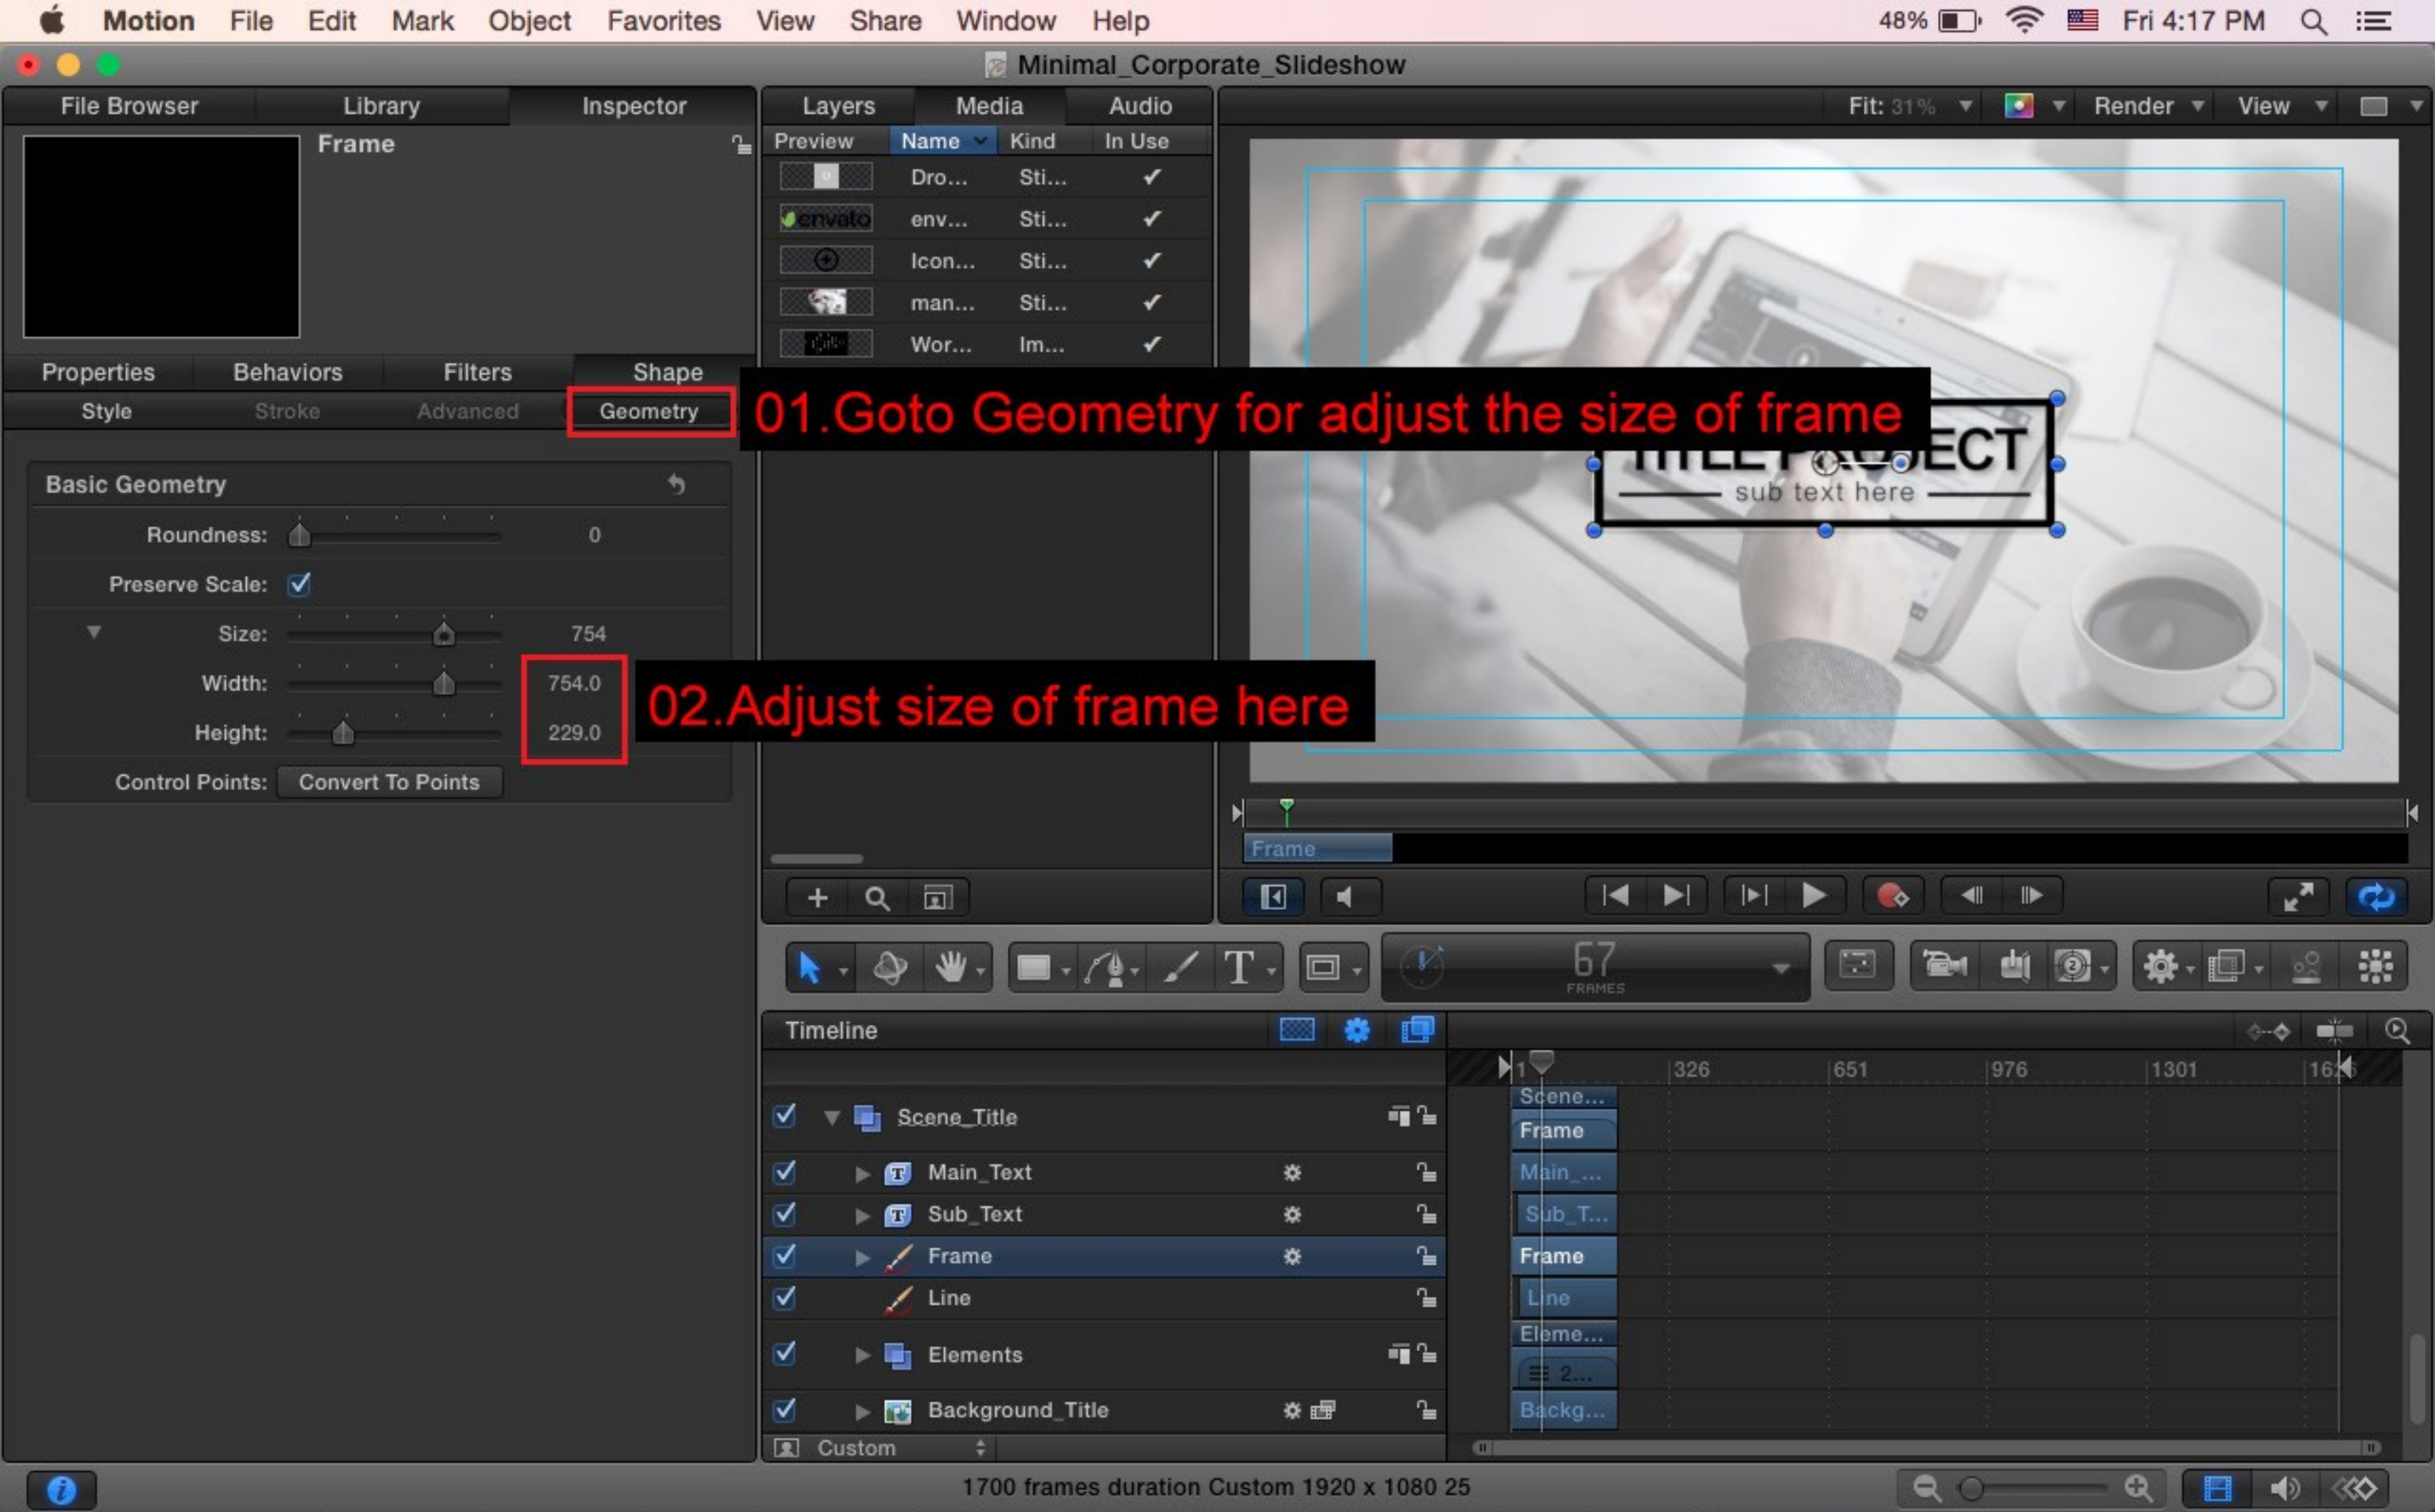 Motion File Edit Mark Object Favorites View Share Window Help 48% Fri 4:17 PM
Minimal_Corporate_Slideshow
File Browser Library Inspector
Frame
Properties Behaviors Filters Shape
Style Stroke Advanced Geometry
Basic Geometry
Roundness: 0
Preserve Scale:
Size: 754
Width: 754.0
Height: 229.0
Control Points: Convert To Points
Layers Media Audio
Preview Name Kind In Use
Dro... Sti...
envato env... Sti...
Icon... Sti...
man... Sti...
Wor... Im...
01.Goto Geometry for adjust the size of frame
02.Adjust size of frame here
Fit: 31% Render View
sub text here
Frame
67
FRAMES
Timeline
1 326 651 976 1301
Scene_Title Scene...
Frame
Main_Text Main_...
Sub_Text Sub_T...
Frame Frame
Line Line
Elements Eleme...
2...
Background_Title Backg...
Custom
1700 frames duration Custom 1920 x 1080 25